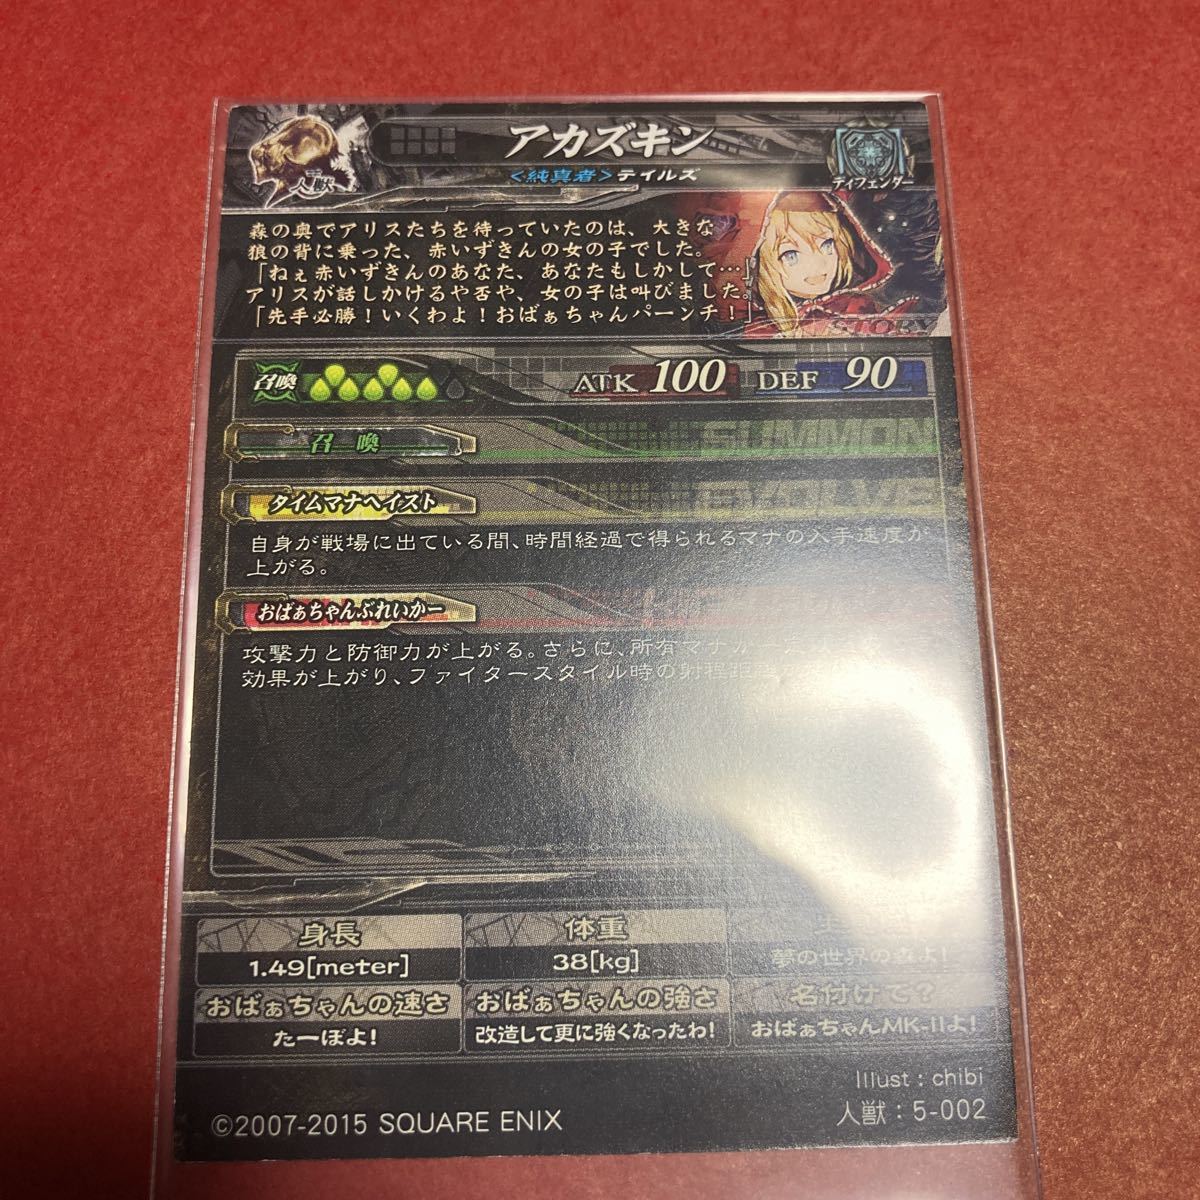 アカズキン
人獣
<純真者>テイルズ
ディフェンダー
森の奥でアリスたちを待っていたのは、大きな
狼の背に乗った、赤いずきんの女の子でした。
「ねぇ赤いずきんのあなた、あなたもしかして…」
アリスが話しかけるや否や、女の子は叫びました。
「先手必勝！いくわよ！おばぁちゃんパーンチ！」
STORY
召喚 ATK 100 DEF 90
召喚 SUMMON
タイムマナヘイスト EVOLVE
自身が戦場に出ている間、時間経過で得られるマナの入手速度が
上がる。
おばぁちゃんぶれいかー
攻撃力と防御力が上がる。さらに、所有マナが
効果が上がり、ファイタースタイル時の射程距離
身長 体重
1.49[meter] 38[kg] 夢の世界の森よ！
おばぁちゃんの速さ おばぁちゃんの強さ 名付けて？
たーぼよ！ 改造して更に強くなったわ！ おばぁちゃんMK-IIよ！
Illust：chibi
©2007-2015 SQUARE ENIX 人獣：5-002